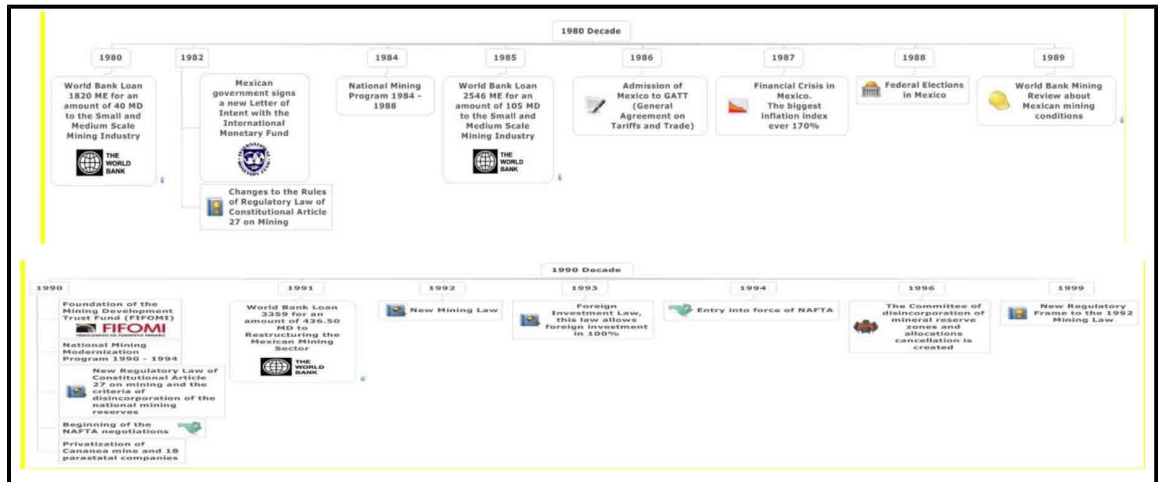 1980 Decade
1980
World Bank Loan
1820 ME for an
amount of 40 MD
to the Small and
Medium Scale
Mining Industry
THE
WORLD
BANK
1982
Mexican
government signs
a new Letter of
Intent with the
International
Monetary Fund
Changes to the Rules
of Regulatory Law of
Constitutional Article
27 on Mining
1984
National Mining
Program 1984 -
1988
1985
World Bank Loan
2546 ME for an
amount of 105 MD
to the Small and
Medium Scale
Mining Industry
THE
WORLD
BANK
1986
Admission of
Mexico to GATT
(General
Agreement on
Tariffs and Trade)
1987
Financial Crisis in
Mexico.
The biggest
inflation index
ever 170%
1988
Federal Elections
in Mexico
1989
World Bank Mining
Review about
Mexican mining
conditions
1990 Decade
1990
Foundation of the
Mining Development
Trust Fund (FIFOMI)
FIFOMI
National Mining
Modernization
Program 1990 - 1994
New Regulatory Law of
Constitutional Article
27 on mining and the
criteria of
disincorporation of the
national mining
reserves
Beginning of the
NAFTA negotiations
Privatization of
Cananea mine and 18
parastatal companies
1991
World Bank Loan
3359 for an
amount of 436.50
MD to
Restructuring the
Mexican Mining
Sector
THE
WORLD
BANK
1992
New Mining Law
1993
Foreign
Investment Law,
this law allows
foreign investment
in 100%
1994
Entry into force of NAFTA
1996
The Committee of
disincorporation of
mineral reserve
zones and
allocations
cancellation is
created
1999
New Regulatory
Frame to the 1992
Mining Law